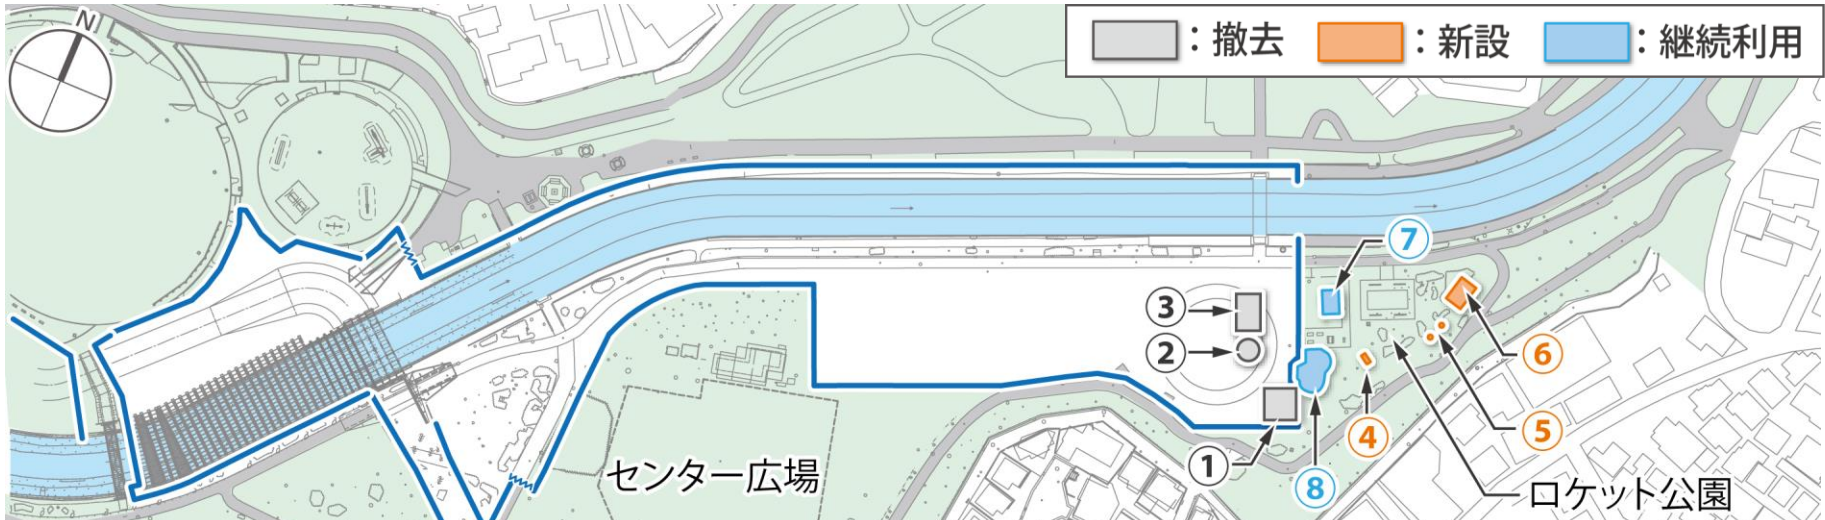 N
：撤去
：新設
：継続利用
⑦
③
②
⑥
④
⑤
①
⑧
センター広場
ロケット公園